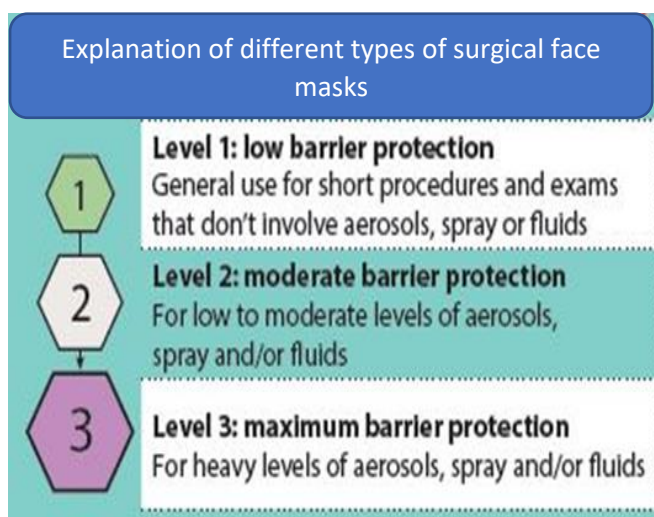 Explanation of different types of surgical face
masks
1
Level 1: low barrier protection
General use for short procedures and exams
that don't involve aerosols, spray or fluids
2
Level 2: moderate barrier protection
For low to moderate levels of aerosols,
spray and/or fluids
3
Level 3: maximum barrier protection
For heavy levels of aerosols, spray and/or fluids